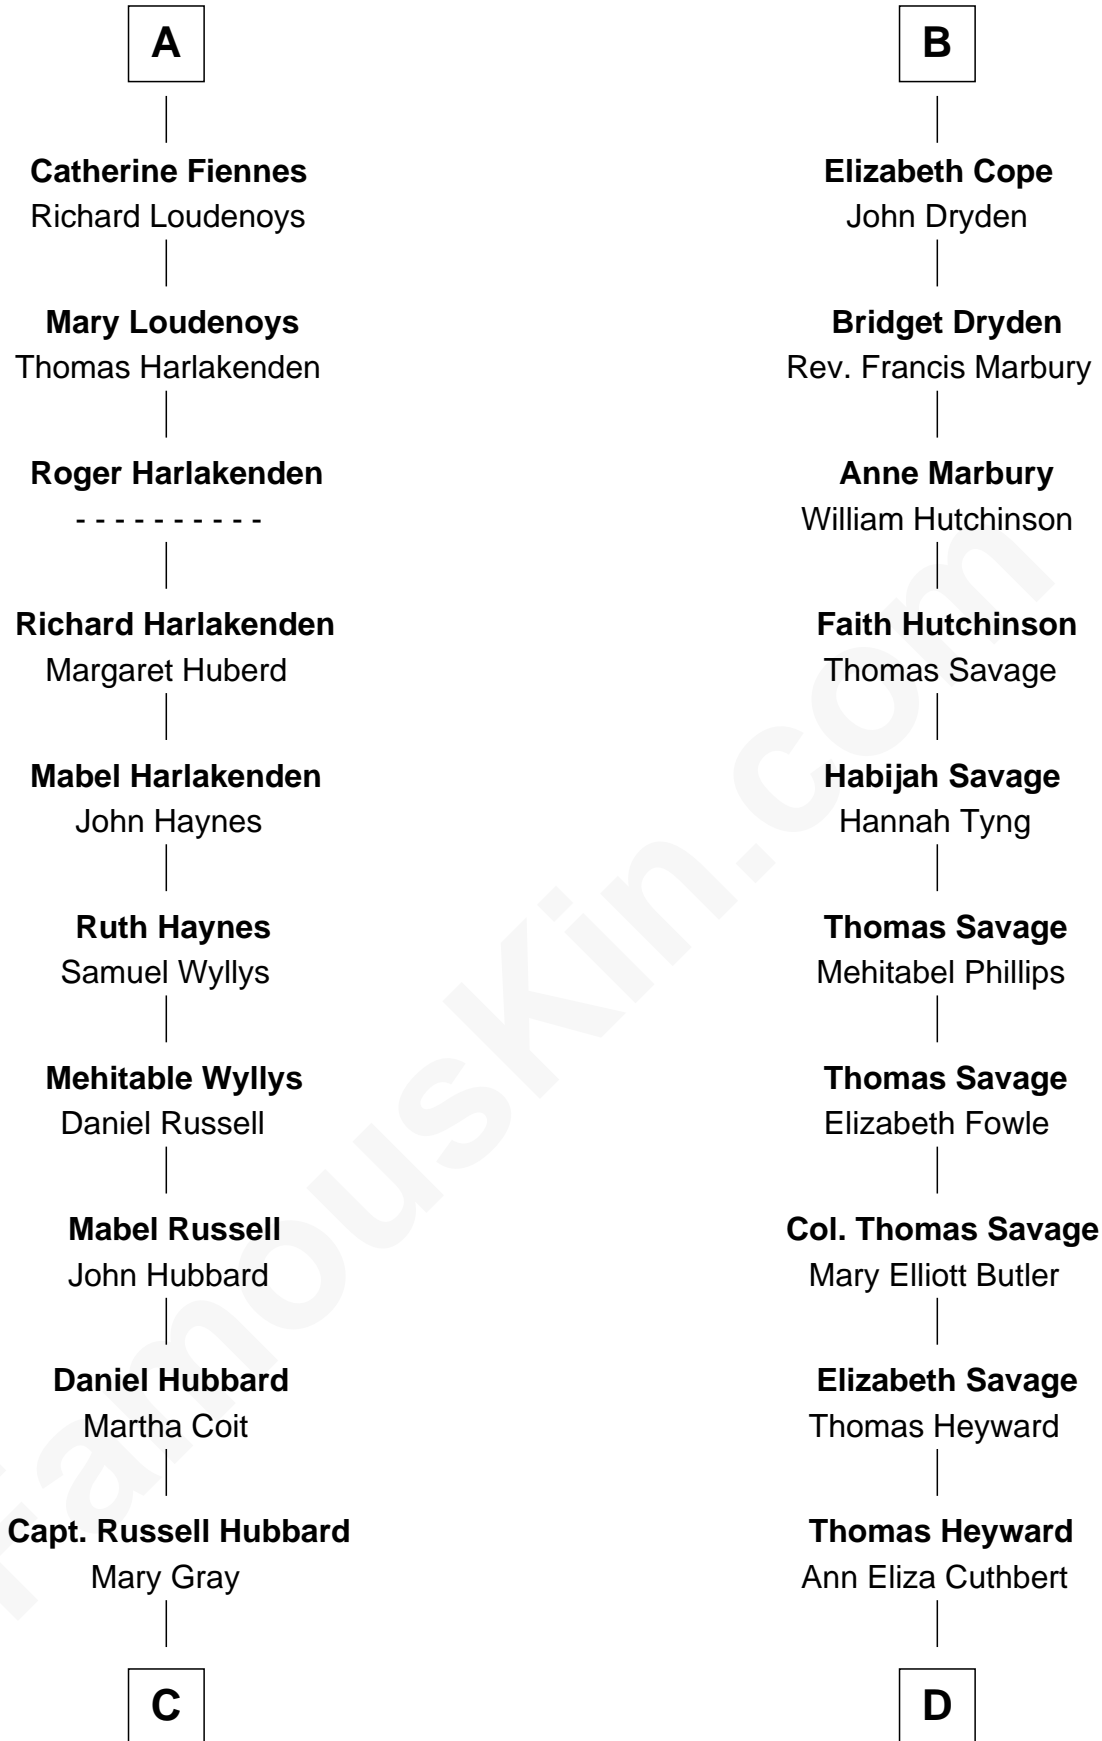 A
Catherine Fiennes
Richard Loudenoys
Mary Loudenoys
Thomas Harlakenden
Roger Harlakenden
- - - - - - - - - -
Richard Harlakenden
Margaret Huberd
Mabel Harlakenden
John Haynes
Ruth Haynes
Samuel Wyllys
Mehitable Wyllys
Daniel Russell
Mabel Russell
John Hubbard
Daniel Hubbard
Martha Coit
Capt. Russell Hubbard
Mary Gray
C
B
Elizabeth Cope
John Dryden
Bridget Dryden
Rev. Francis Marbury
Anne Marbury
William Hutchinson
Faith Hutchinson
Thomas Savage
Habijah Savage
Hannah Tyng
Thomas Savage
Mehitabel Phillips
Thomas Savage
Elizabeth Fowle
Col. Thomas Savage
Mary Elliott Butler
Elizabeth Savage
Thomas Heyward
Thomas Heyward
Ann Eliza Cuthbert
D
FamousKin.com